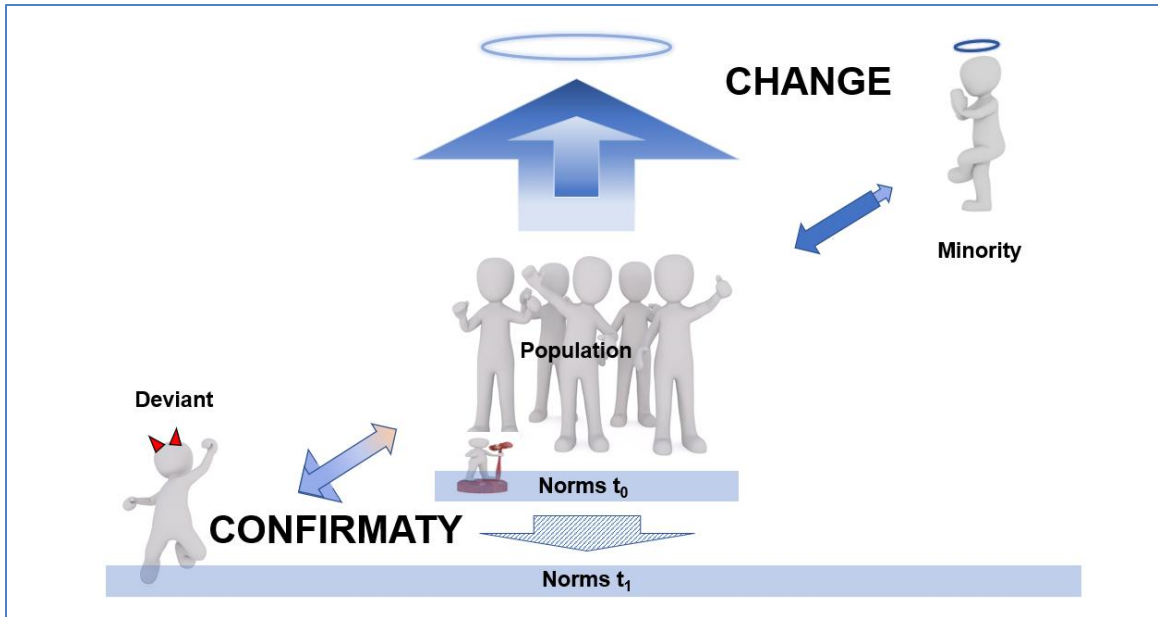 CHANGE
Minority
Population
Deviant
Norms t₀
CONFIRMATY
Norms t₁